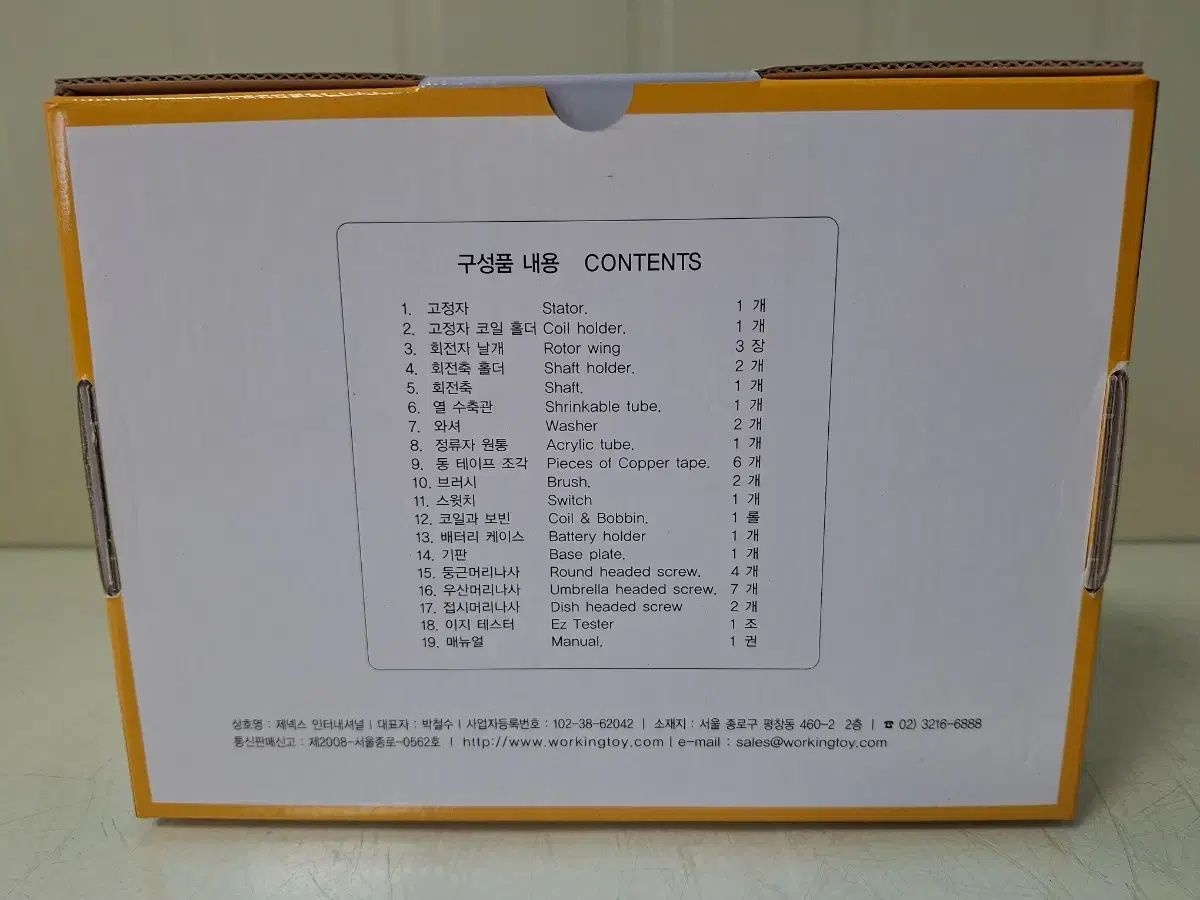 구성품 내용 CONTENTS
1. 고정자 Stator. 1 개
2. 고정자 코일 홀더 Coil holder. 1 개
3. 회전자 날개 Rotor wing 3 장
4. 회전축 홀더 Shaft holder. 2 개
5. 회전축 Shaft. 1 개
6. 열 수축관 Shrinkable tube. 1 개
7. 와셔 Washer 2 개
8. 정류자 원통 Acrylic tube. 1 개
9. 동 테이프 조각 Pieces of Copper tape. 6 개
10. 브러시 Brush. 2 개
11. 스윗치 Switch 1 개
12. 코일과 보빈 Coil & Bobbin. 1 롤
13. 배터리 케이스 Battery holder 1 개
14. 기판 Base plate. 1 개
15. 둥근머리나사 Round headed screw. 4 개
16. 우산머리나사 Umbrella headed screw. 7 개
17. 접시머리나사 Dish headed screw 2 개
18. 이지 테스터 Ez Tester 1 조
19. 매뉴얼 Manual. 1 권
상호명 : 제넥스 인터내셔널 | 대표자 : 박철수 | 사업자등록번호 : 102-38-62042 | 소재지 : 서울 종로구 평창동 460-2 2층 | ☎ 02) 3216-6888
통신판매신고 : 제2008-서울종로-0562호 | http://www.workingtoy.com | e-mail : sales@workingtoy.com